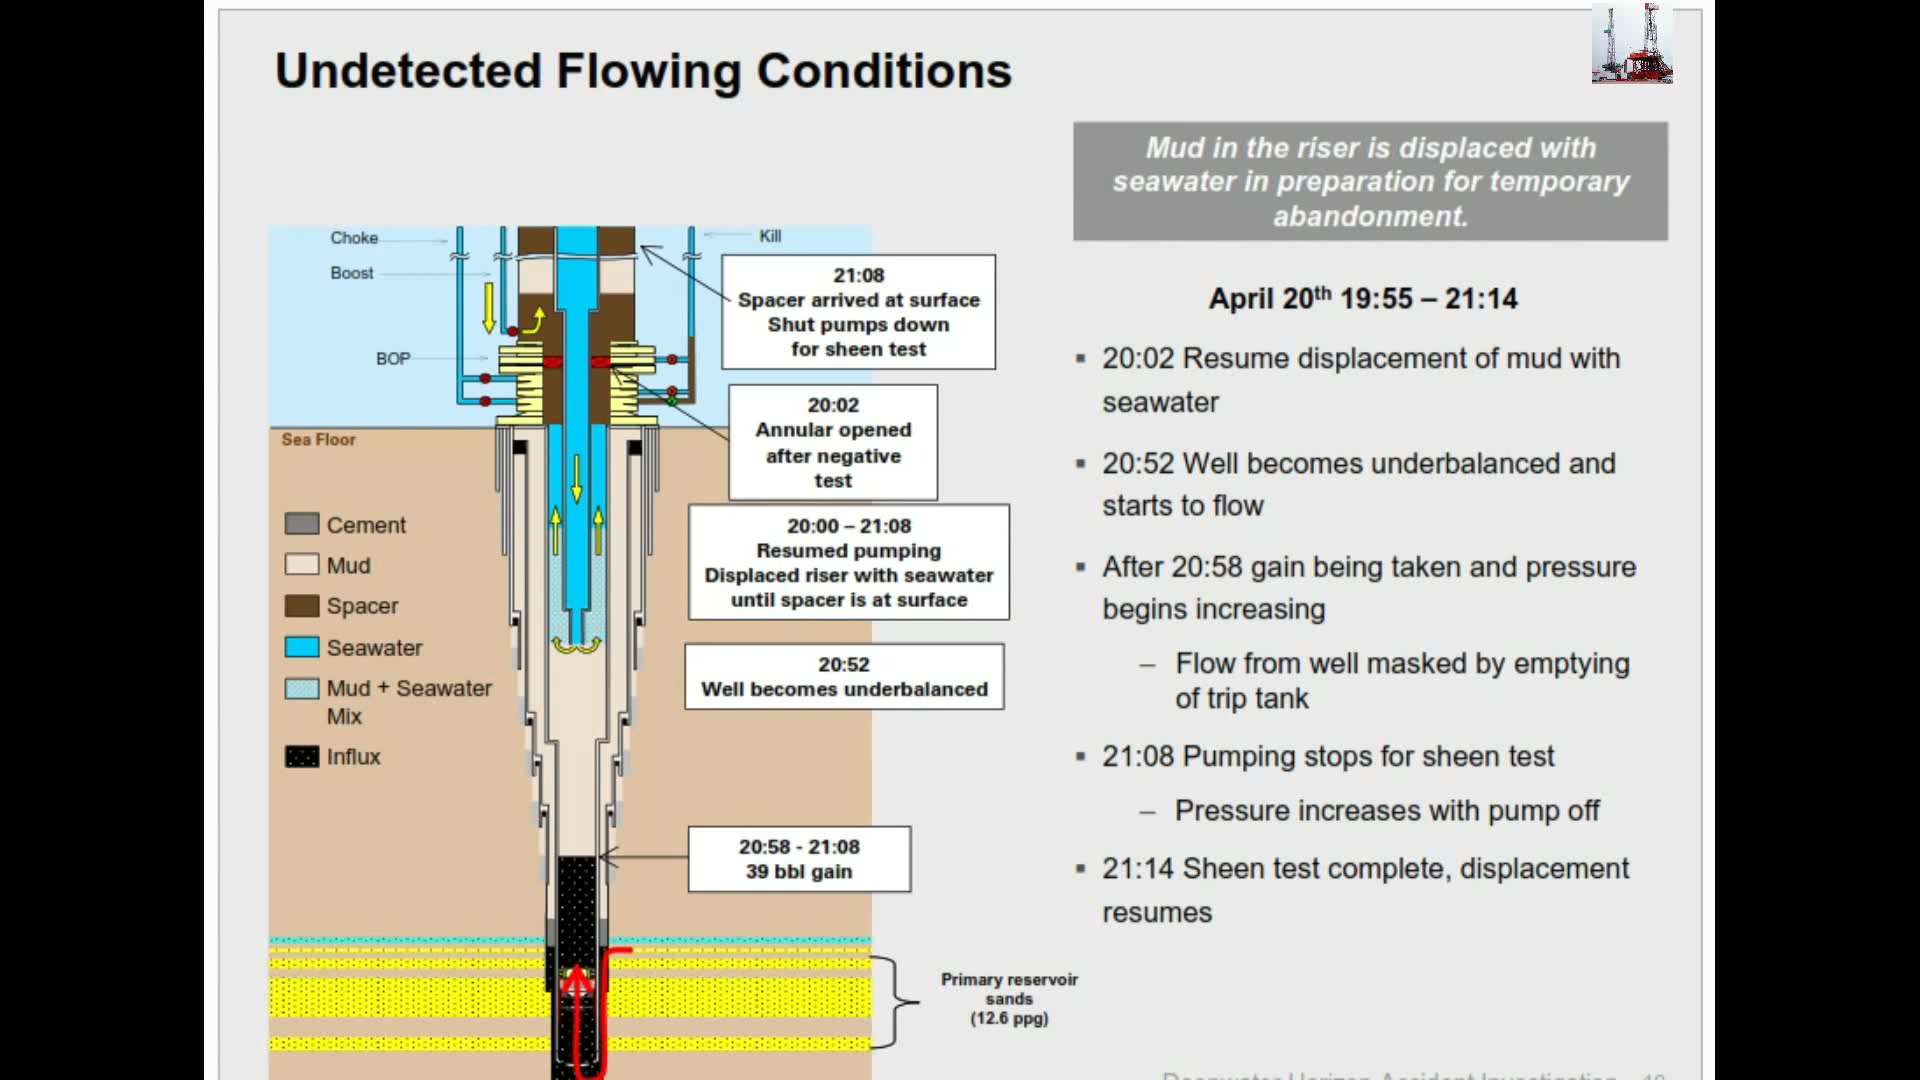 Undetected Flowing Conditions
Mud in the riser is displaced with
seawater in preparation for temporary
abandonment.
Choke
Boost
BOP
Kill
Sea Floor
Cement
Mud
Spacer
Seawater
Mud + Seawater
Mix
Influx
21:08
Spacer arrived at surface
Shut pumps down
for sheen test
20:02
Annular opened
after negative
test
20:00 – 21:08
Resumed pumping
Displaced riser with seawater
until spacer is at surface
20:52
Well becomes underbalanced
20:58 - 21:08
39 bbl gain
Primary reservoir
sands
(12.6 ppg)
April 20th 19:55 – 21:14
▪ 20:02 Resume displacement of mud with
seawater
▪ 20:52 Well becomes underbalanced and
starts to flow
▪ After 20:58 gain being taken and pressure
begins increasing
– Flow from well masked by emptying
of trip tank
▪ 21:08 Pumping stops for sheen test
– Pressure increases with pump off
▪ 21:14 Sheen test complete, displacement
resumes
Deepwater Horizon Accident Investigation